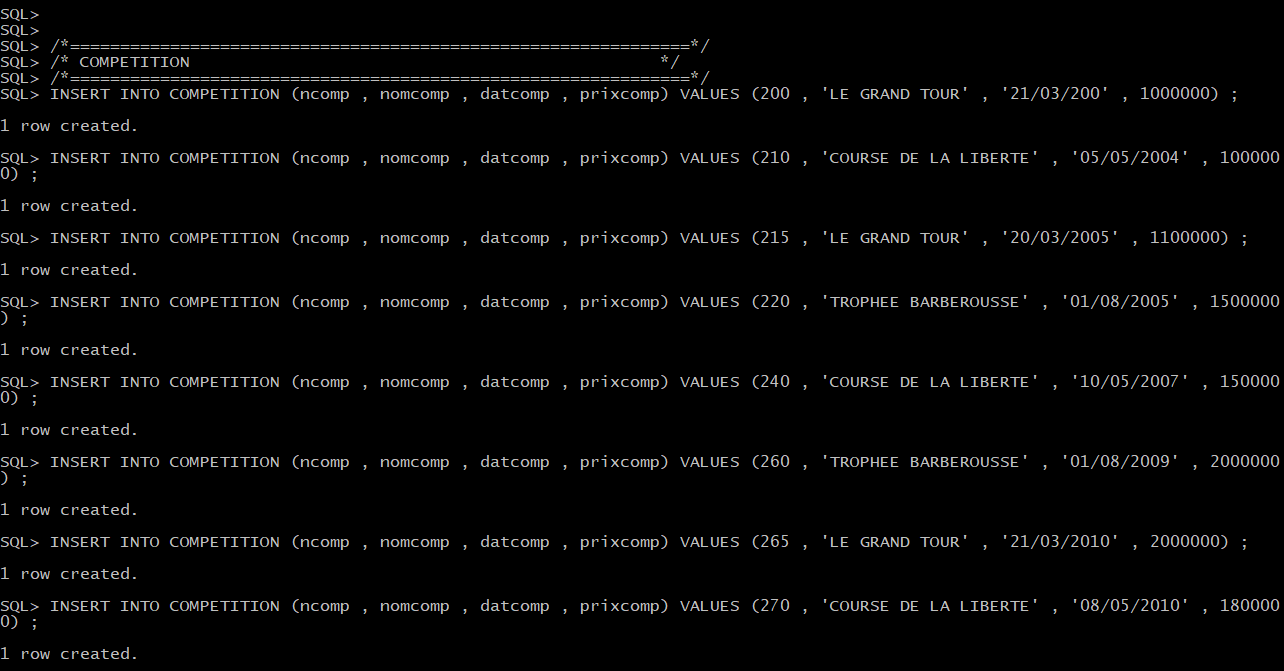 SQL>
SQL>
SQL> /*==============================================================*/
SQL> /* COMPETITION                                               */
SQL> /*==============================================================*/
SQL> INSERT INTO COMPETITION (ncomp , nomcomp , datcomp , prixcomp) VALUES (200 , 'LE GRAND TOUR' , '21/03/200' , 1000000) ;
1 row created.
SQL> INSERT INTO COMPETITION (ncomp , nomcomp , datcomp , prixcomp) VALUES (210 , 'COURSE DE LA LIBERTE' , '05/05/2004' , 100000
0) ;
1 row created.
SQL> INSERT INTO COMPETITION (ncomp , nomcomp , datcomp , prixcomp) VALUES (215 , 'LE GRAND TOUR' , '20/03/2005' , 1100000) ;
1 row created.
SQL> INSERT INTO COMPETITION (ncomp , nomcomp , datcomp , prixcomp) VALUES (220 , 'TROPHEE BARBEROUSSE' , '01/08/2005' , 1500000
) ;
1 row created.
SQL> INSERT INTO COMPETITION (ncomp , nomcomp , datcomp , prixcomp) VALUES (240 , 'COURSE DE LA LIBERTE' , '10/05/2007' , 150000
0) ;
1 row created.
SQL> INSERT INTO COMPETITION (ncomp , nomcomp , datcomp , prixcomp) VALUES (260 , 'TROPHEE BARBEROUSSE' , '01/08/2009' , 2000000
) ;
1 row created.
SQL> INSERT INTO COMPETITION (ncomp , nomcomp , datcomp , prixcomp) VALUES (265 , 'LE GRAND TOUR' , '21/03/2010' , 2000000) ;
1 row created.
SQL> INSERT INTO COMPETITION (ncomp , nomcomp , datcomp , prixcomp) VALUES (270 , 'COURSE DE LA LIBERTE' , '08/05/2010' , 180000
0) ;
1 row created.